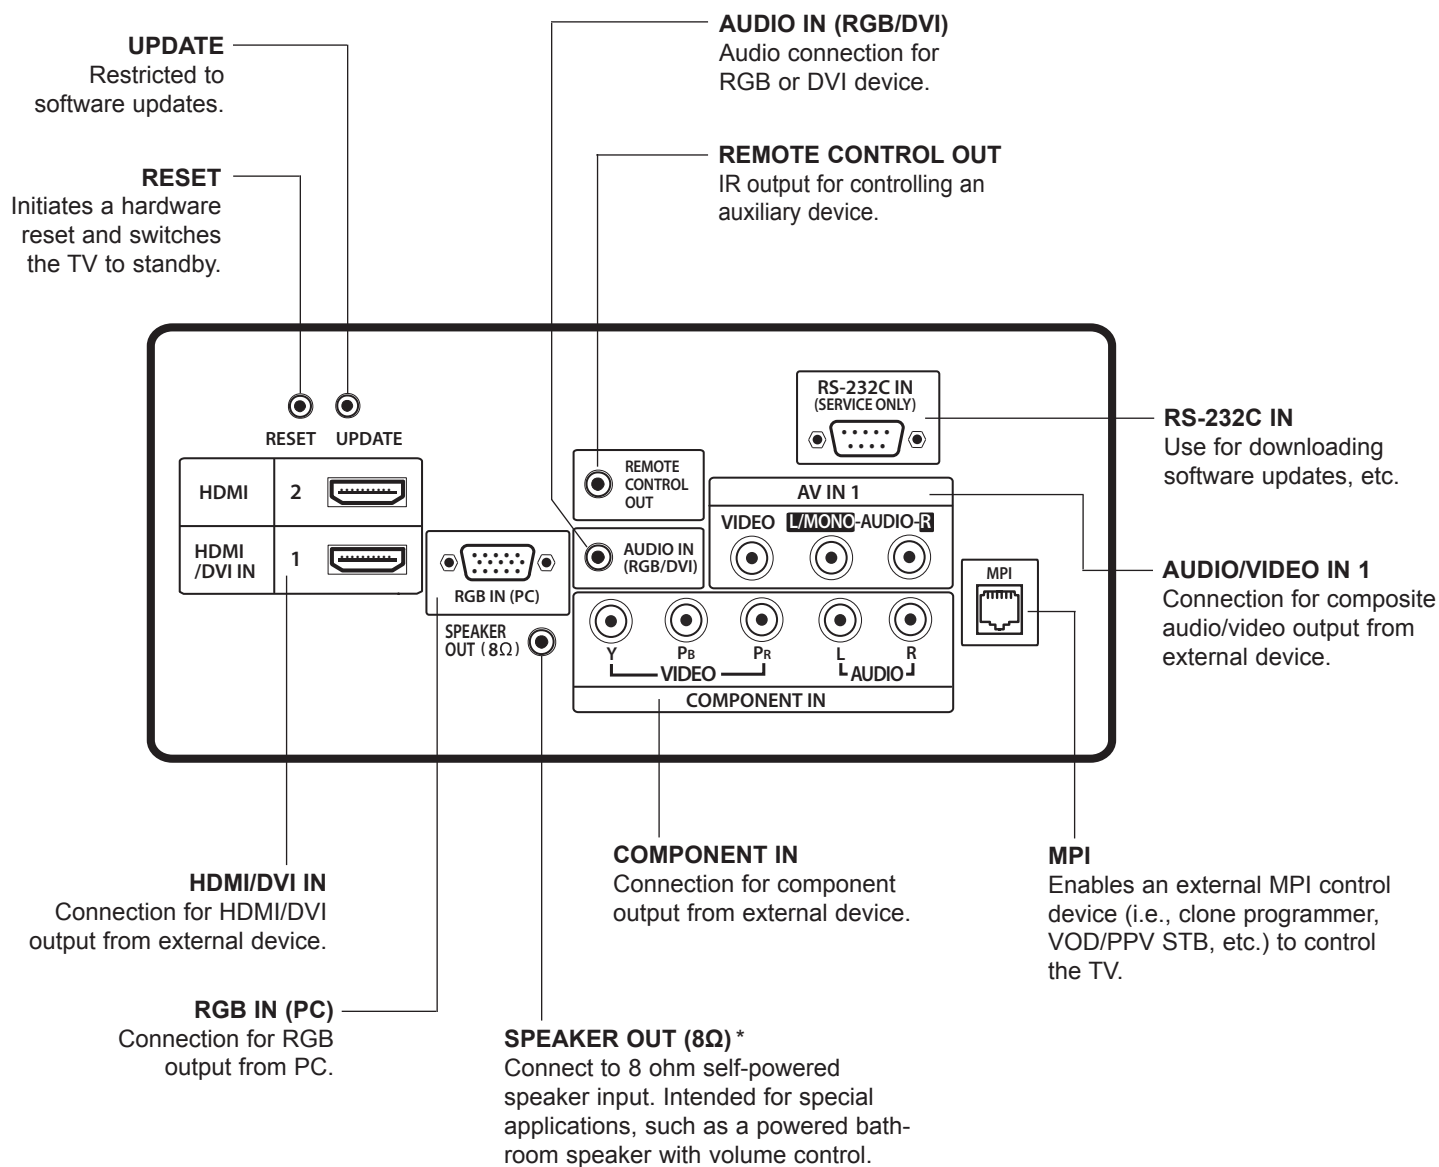 UPDATE
Restricted to
software updates.
RESET
Initiates a hardware
reset and switches
the TV to standby.
AUDIO IN (RGB/DVI)
Audio connection for
RGB or DVI device.
REMOTE CONTROL OUT
IR output for controlling an
auxiliary device.
RESET UPDATE
HDMI 2
HDMI
/DVI IN 1
RGB IN (PC)
SPEAKER
OUT (8Ω)
REMOTE
CONTROL
OUT
AUDIO IN
(RGB/DVI)
RS-232C IN
(SERVICE ONLY)
AV IN 1
VIDEO L/MONO-AUDIO-R
Y PB PR L R
VIDEO AUDIO
COMPONENT IN
MPI
RS-232C IN
Use for downloading
software updates, etc.
AUDIO/VIDEO IN 1
Connection for composite
audio/video output from
external device.
HDMI/DVI IN
Connection for HDMI/DVI
output from external device.
RGB IN (PC)
Connection for RGB
output from PC.
COMPONENT IN
Connection for component
output from external device.
SPEAKER OUT (8Ω) *
Connect to 8 ohm self-powered
speaker input. Intended for special
applications, such as a powered bath-
room speaker with volume control.
MPI
Enables an external MPI control
device (i.e., clone programmer,
VOD/PPV STB, etc.) to control
the TV.